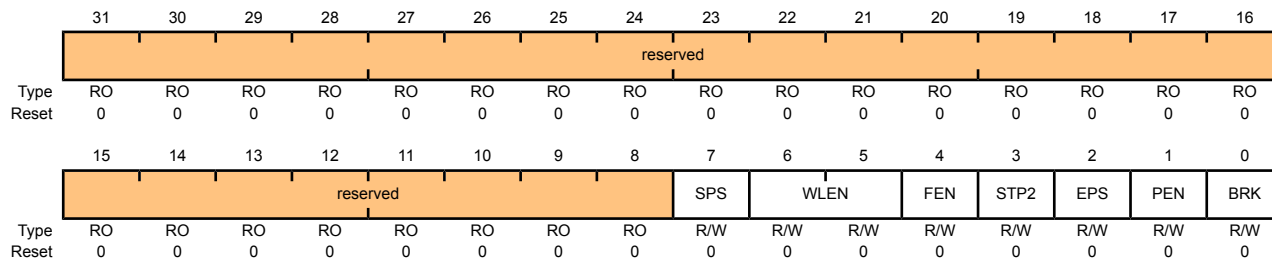 31 30 29 28 27 26 25 24 23 22 21 20 19 18 17 16
reserved
Type RO RO RO RO RO RO RO RO RO RO RO RO RO RO RO RO
Reset 0 0 0 0 0 0 0 0 0 0 0 0 0 0 0 0
15 14 13 12 11 10 9 8 7 6 5 4 3 2 1 0
reserved SPS WLEN FEN STP2 EPS PEN BRK
Type RO RO RO RO RO RO RO RO R/W R/W R/W R/W R/W R/W R/W R/W
Reset 0 0 0 0 0 0 0 0 0 0 0 0 0 0 0 0